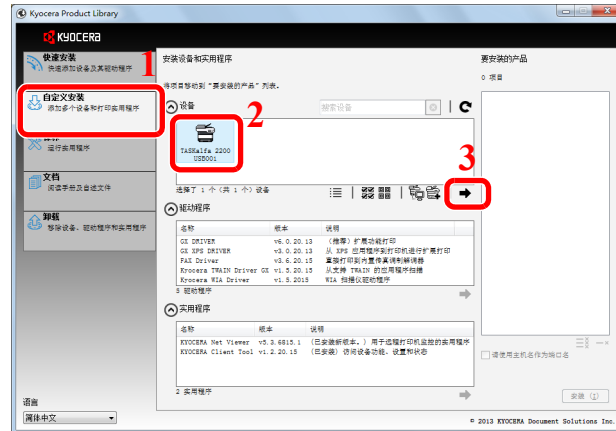 Kyocera Product Library
KYOCERA
快速安装
快速添加设备及其驱动程序
1
自定义安装
添加多个设备和打印实用程序
运行实用程序
文档
阅读手册及自述文件
卸载
移除设备、驱动程序和实用程序
语言
简体中文
安装设备和实用程序
将项目移动到“要安装的产品”列表。
设备
搜索设备
2
TASKalfa 2200
USB001
3
选择了 1 个（共 1 个）设备
驱动程序
名称 版本 说明
GX DRIVER v6.0.20.13 （推荐）扩展功能打印
GX XPS DRIVER v3.0.20.13 从 XPS 应用程序到打印机进行扩展打印
FAX Driver v3.6.20.15 直接打印到内置传真调制解调器
Kyocera TWAIN Driver GX v1.5.20.15 从支持 TWAIN 的应用程序扫描
Kyocera WIA Driver v1.5.2015 WIA 扫描仪驱动程序
5 驱动程序
实用程序
名称 版本 说明
KYOCERA Net Viewer v5.3.6815.1 （已安装新版本。）用于远程打印机监控的实用程序
KYOCERA Client Tool v1.2.20.15 （已安装）访问设备功能、设置和状态
2 实用程序
要安装的产品
0 项目
请使用主机名作为端口名
安装 (I)
© 2013 KYOCERA Document Solutions Inc.